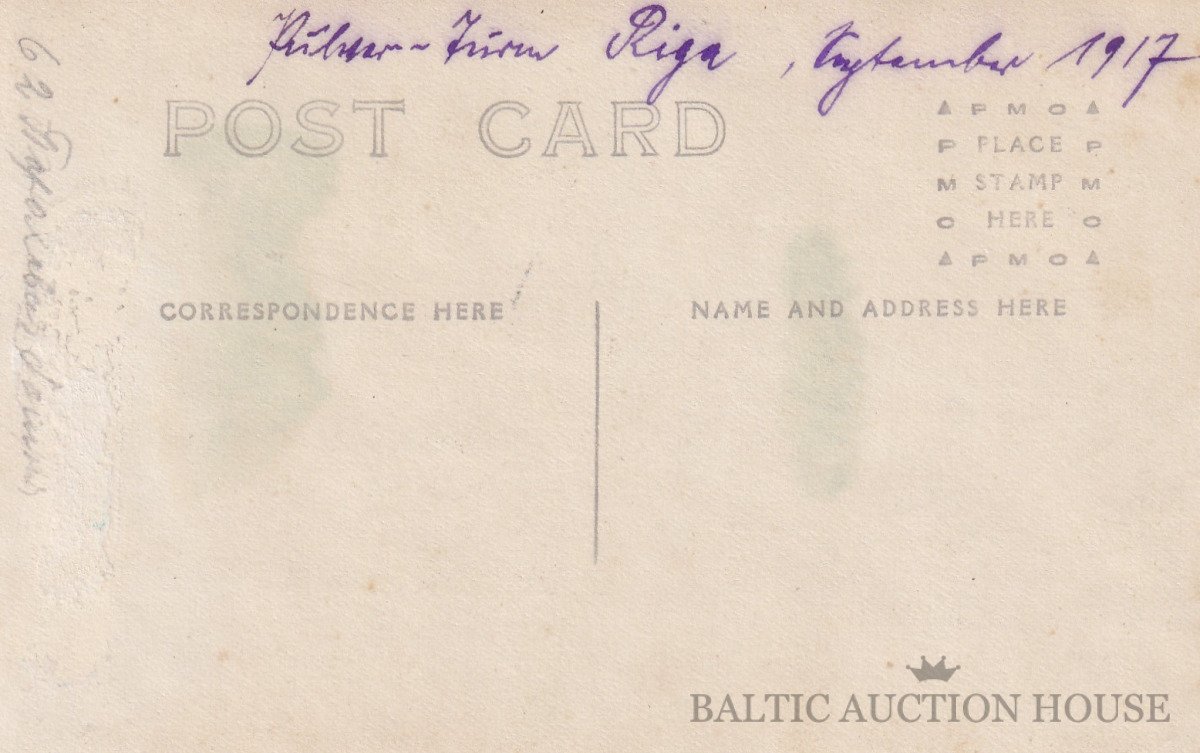 Pulver-Turm Riga, September 1917
POST CARD
▲ P M O ▲
P PLACE P
M STAMP M
O HERE O
▲ P M O ▲
CORRESPONDENCE HERE
NAME AND ADDRESS HERE
62
BALTIC AUCTION HOUSE